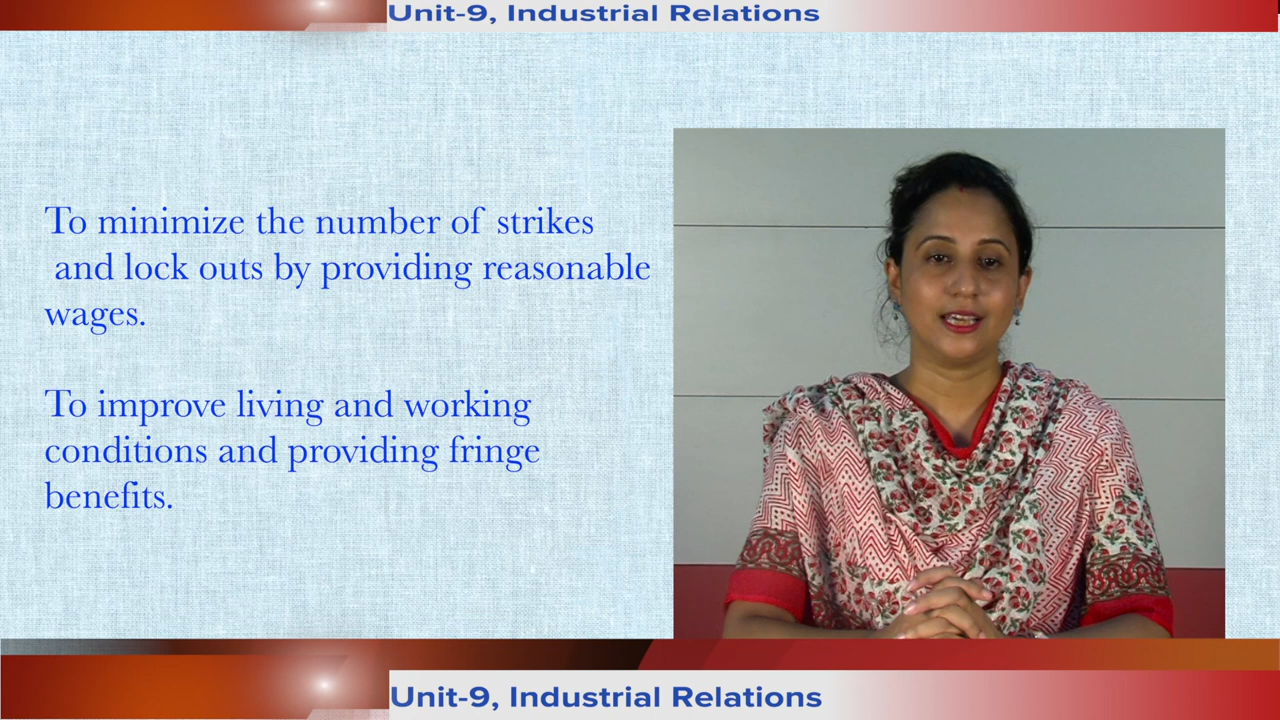 Unit-9, Industrial Relations
To minimize the number of strikes
and lock outs by providing reasonable
wages.
To improve living and working
conditions and providing fringe
benefits.
Unit-9, Industrial Relations